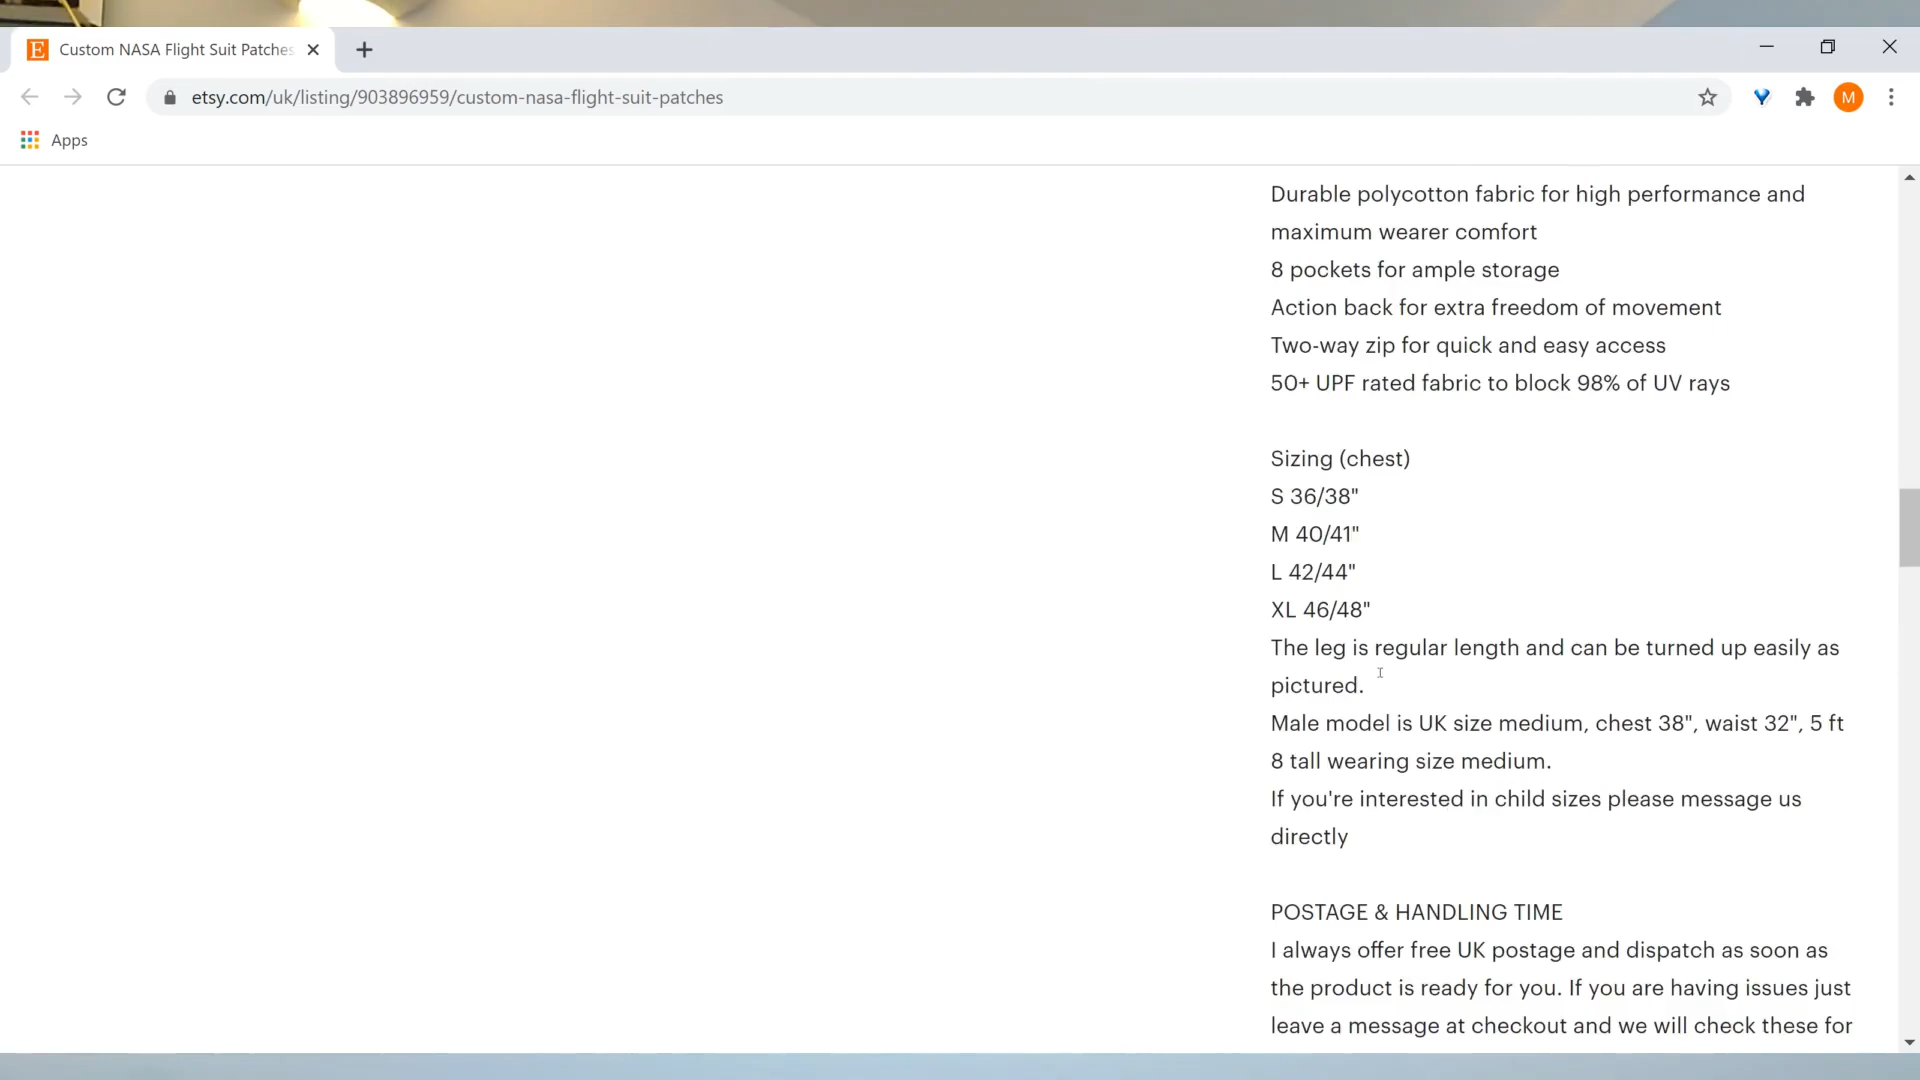 E
Custom NASA Flight Suit Patches
etsy.com/uk/listing/903896959/custom-nasa-flight-suit-patches
M
Apps
Durable polycotton fabric for high performance and
maximum wearer comfort
8 pockets for ample storage
Action back for extra freedom of movement
Two-way zip for quick and easy access
50+ UPF rated fabric to block 98% of UV rays
Sizing (chest)
S 36/38"
M 40/41"
L 42/44"
XL 46/48"
The leg is regular length and can be turned up easily as
pictured.
Male model is UK size medium, chest 38", waist 32", 5 ft
8 tall wearing size medium.
If you're interested in child sizes please message us
directly
POSTAGE & HANDLING TIME
I always offer free UK postage and dispatch as soon as
the product is ready for you. If you are having issues just
leave a message at checkout and we will check these for